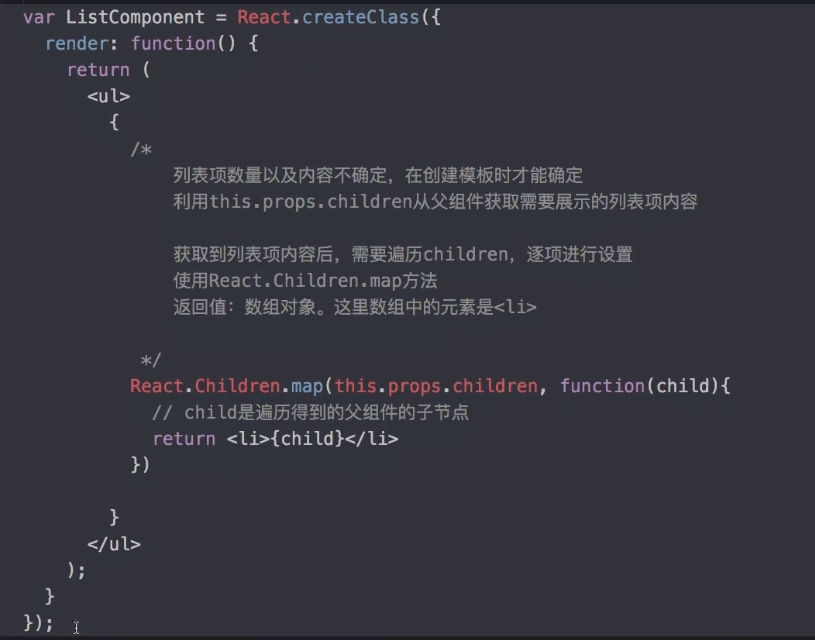 var ListComponent = React.createClass({
render: function() {
return (
<ul>
{
/*
列表项数量以及内容不确定，在创建模板时才能确定
利用this.props.children从父组件获取需要展示的列表项内容
获取到列表项内容后，需要遍历children，逐项进行设置
使用React.Children.map方法
返回值：数组对象。这里数组中的元素是<li>
*/
React.Children.map(this.props.children, function(child){
// child是遍历得到的父组件的子节点
return <li>{child}</li>
})
}
</ul>
);
}
});